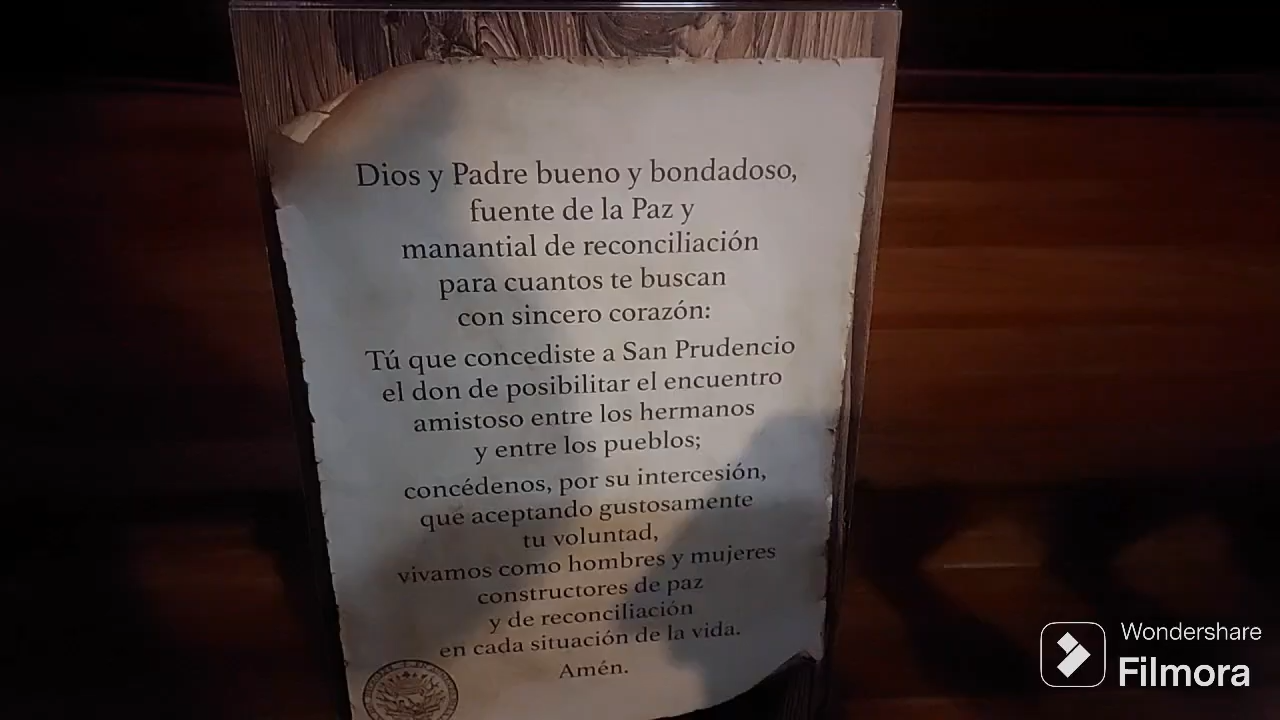 Dios y Padre bueno y bondadoso,
fuente de la Paz y
manantial de reconciliación
para cuantos te buscan
con sincero corazón:
Tú que concediste a San Prudencio
el don de posibilitar el encuentro
amistoso entre los hermanos
y entre los pueblos;
concédenos, por su intercesión,
que aceptando gustosamente
tu voluntad,
vivamos como hombres y mujeres
constructores de paz
y de reconciliación
en cada situación de la vida.
Amén.
Wondershare
Filmora